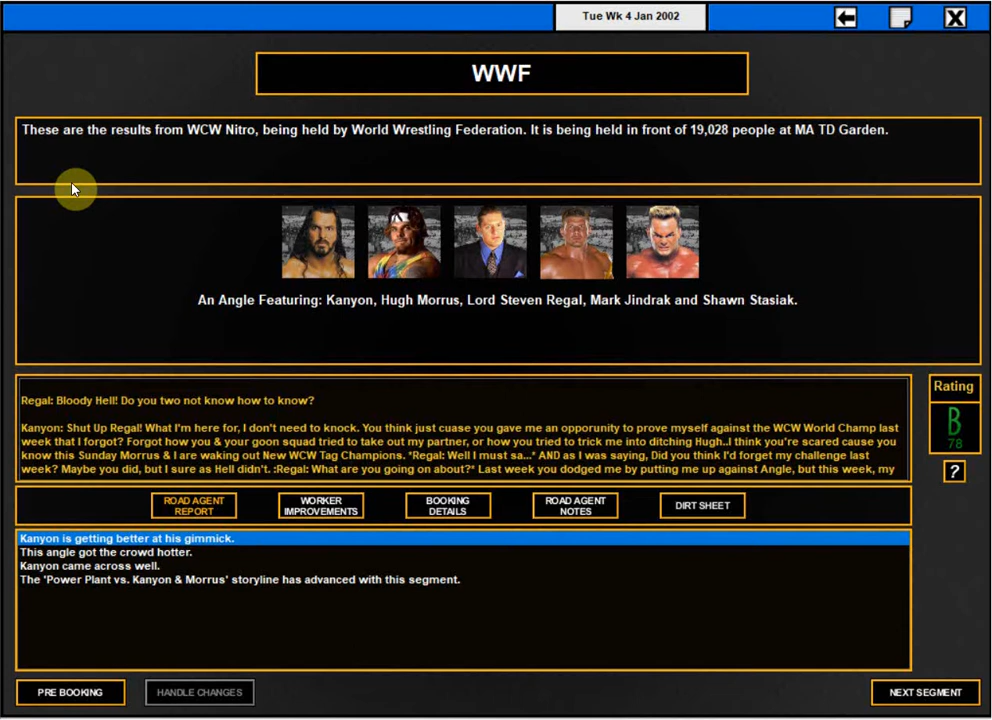 Tue Wk 4 Jan 2002
WWF
These are the results from WCW Nitro, being held by World Wrestling Federation. It is being held in front of 19,028 people at MA TD Garden.
An Angle Featuring: Kanyon, Hugh Morrus, Lord Steven Regal, Mark Jindrak and Shawn Stasiak.
Regal: Bloody Hell! Do you two not know how to know?
Kanyon: Shut Up Regal! What I'm here for, I don't need to knock. You think just cuase you gave me an opporunity to prove myself against the WCW World Champ last
week that I forgot? Forgot how you & your goon squad tried to take out my partner, or how you tried to trick me into ditching Hugh..I think you're scared cause you
know this Sunday Morrus & I are waking out New WCW Tag Champions. *Regal: Well I must sa...* AND as I was saying, Did you think I'd forget my challenge last
week? Maybe you did, but I sure as Hell didn't. :Regal: What are you going on about?* Last week you dodged me by putting me up against Angle, but this week, my
Rating
B
78
?
ROAD AGENT
REPORT
WORKER
IMPROVEMENTS
BOOKING
DETAILS
ROAD AGENT
NOTES
DIRT SHEET
Kanyon is getting better at his gimmick.
This angle got the crowd hotter.
Kanyon came across well.
The 'Power Plant vs. Kanyon & Morrus' storyline has advanced with this segment.
PRE BOOKING
HANDLE CHANGES
NEXT SEGMENT